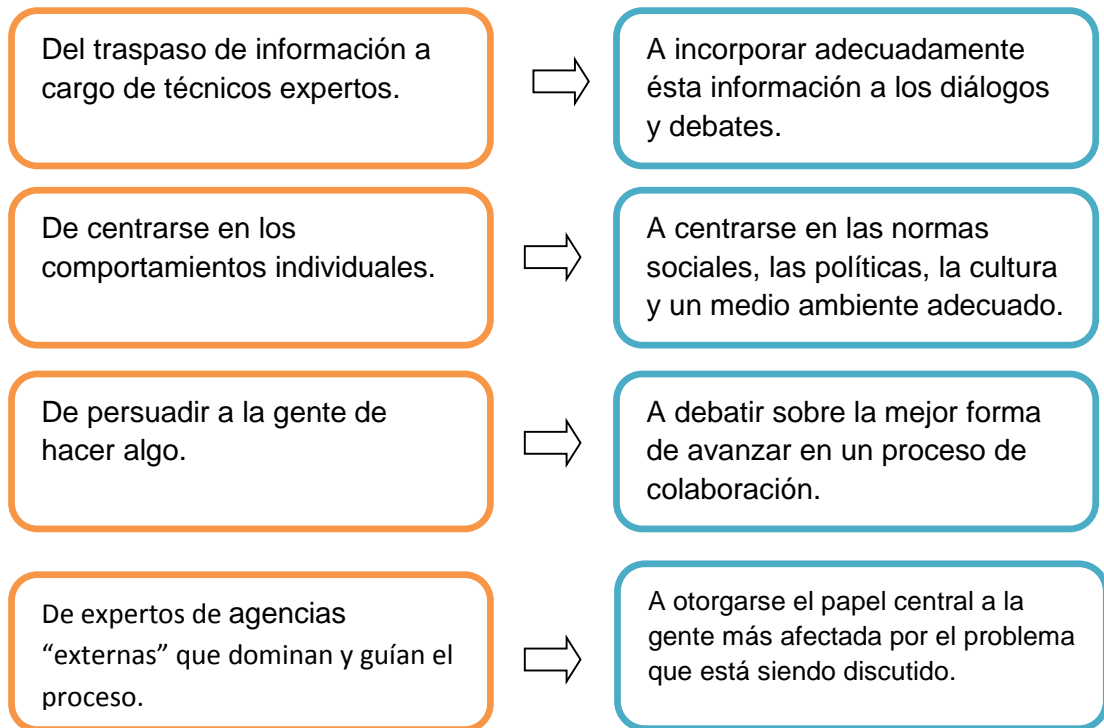 Del traspaso de información a
cargo de técnicos expertos.
A incorporar adecuadamente
ésta información a los diálogos
y debates.
De centrarse en los
comportamientos individuales.
A centrarse en las normas
sociales, las políticas, la cultura
y un medio ambiente adecuado.
De persuadir a la gente de
hacer algo.
A debatir sobre la mejor forma
de avanzar en un proceso de
colaboración.
De expertos de agencias
“externas” que dominan y guían el
proceso.
A otorgarse el papel central a la
gente más afectada por el problema
que está siendo discutido.